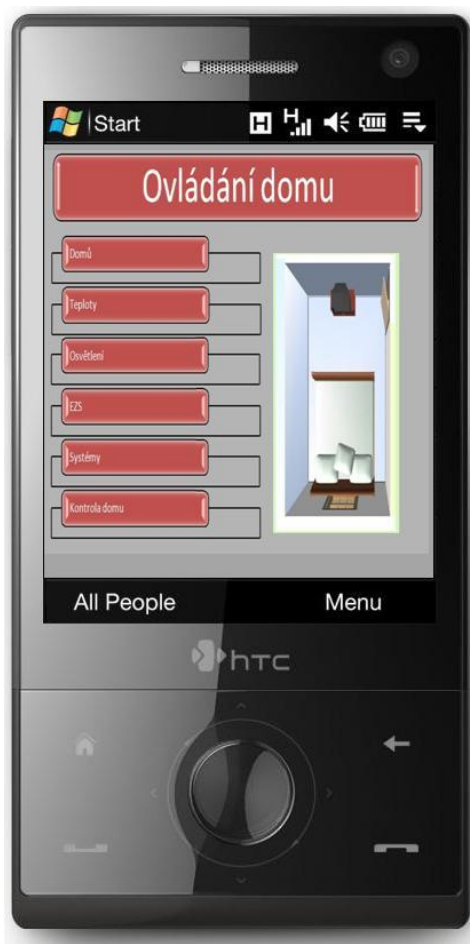 Start
H
H
Ovládání domu
Domů
Teploty
Osvětlení
EZS
Systémy
Kontrola domu
All People
Menu
hTC